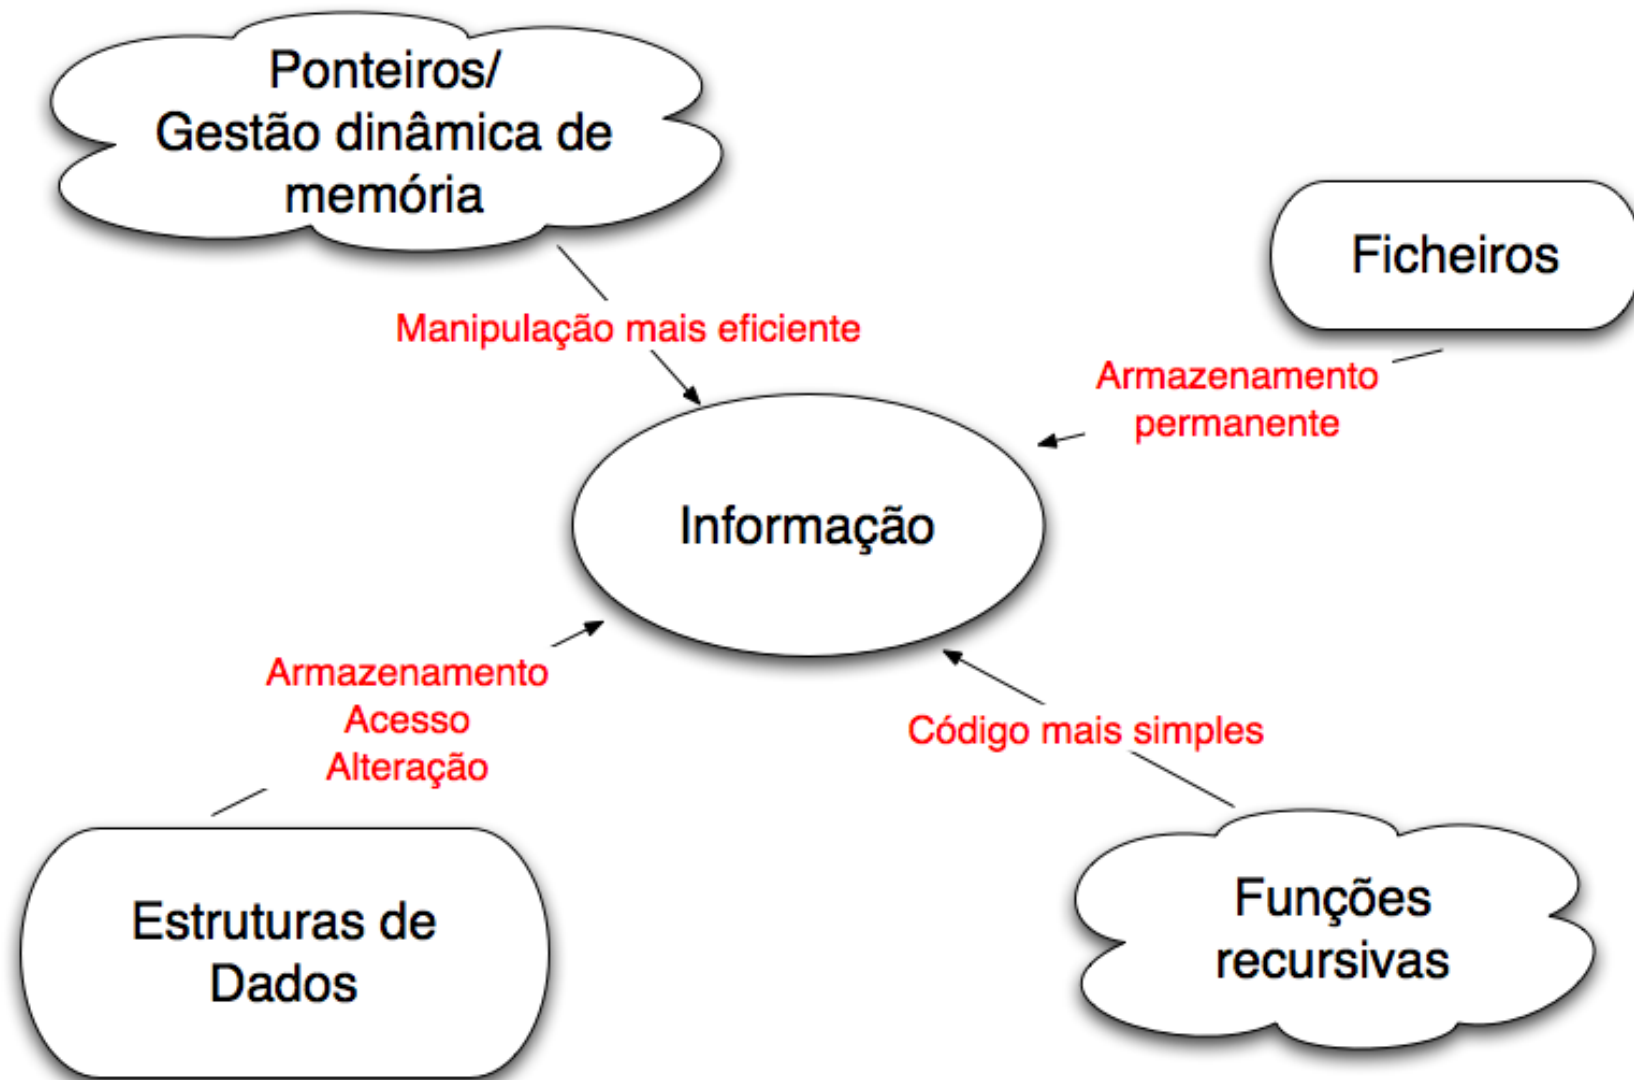 Ponteiros/
Gestão dinâmica de
memória
Ficheiros
Manipulação mais eficiente
Armazenamento
permanente
Informação
Armazenamento
Acesso
Alteração
Código mais simples
Estruturas de
Dados
Funções
recursivas